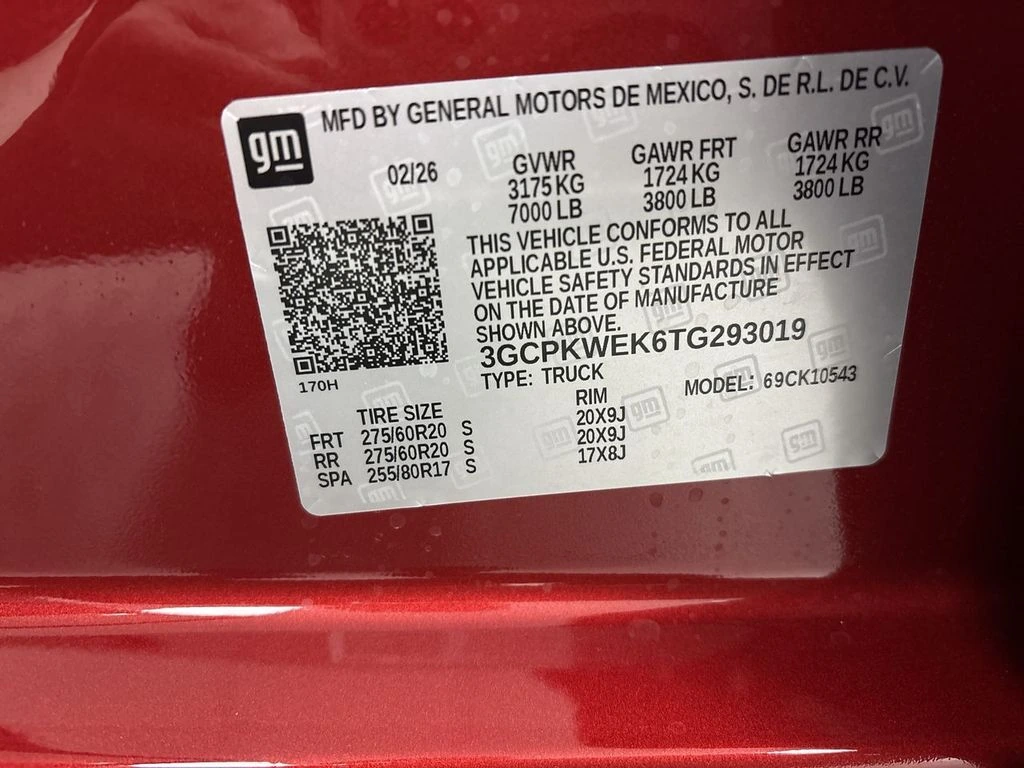 MFD BY GENERAL MOTORS DE MEXICO, S. DE R.L. DE C.V.
gm
02/26
GVWR GAWR FRT GAWR RR
3175 KG 1724 KG 1724 KG
7000 LB 3800 LB 3800 LB
THIS VEHICLE CONFORMS TO ALL
APPLICABLE U.S. FEDERAL MOTOR
VEHICLE SAFETY STANDARDS IN EFFECT
ON THE DATE OF MANUFACTURE
SHOWN ABOVE.
3GCPKWEK6TG293019
170H
TYPE: TRUCK MODEL: 69CK10543
TIRE SIZE RIM
FRT 275/60R20 S 20X9J
RR 275/60R20 S 20X9J
SPA 255/80R17 S 17X8J